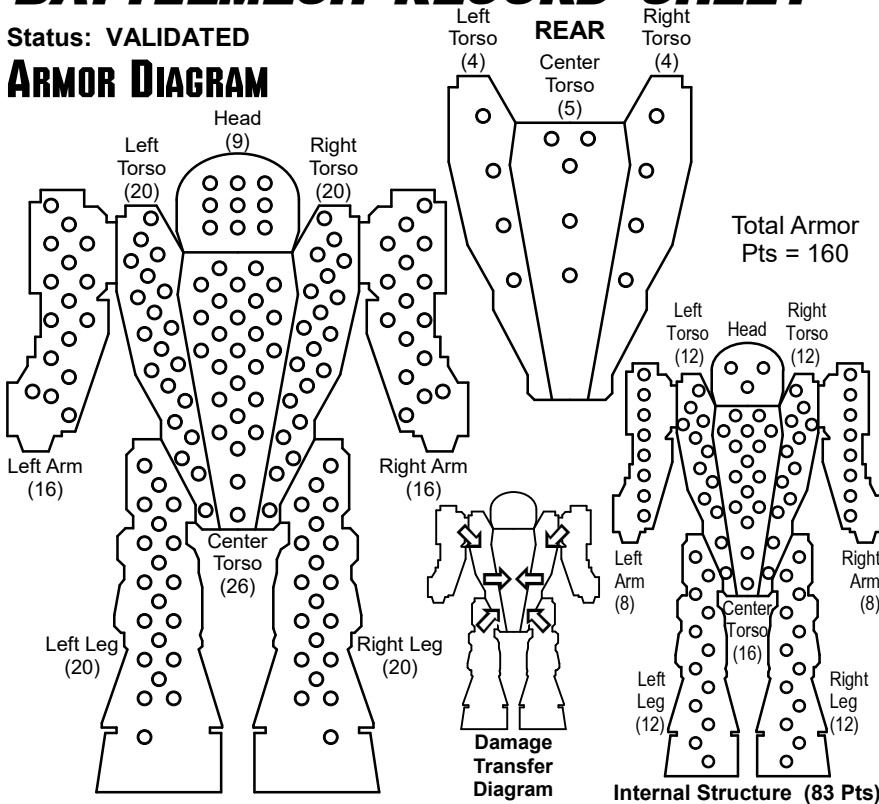 BATTLEMECH RECORD SHEET
Status: VALIDATED
ARMOR DIAGRAM
Head
(9)
Left
Torso
(20)
Right
Torso
(20)
Left Arm
(16)
Right Arm
(16)
Center
Torso
(26)
Left Leg
(20)
Right Leg
(20)
Left
Torso
(4)
REAR
Center
Torso
(5)
Right
Torso
(4)
Total Armor
Pts = 160
Damage
Transfer
Diagram
Left
Torso
(12)
Head
Right
Torso
(12)
Left
Arm
(8)
Right
Arm
(8)
Center
Torso
(16)
Left
Leg
(12)
Right
Leg
(12)
Internal Structure (83 Pts)